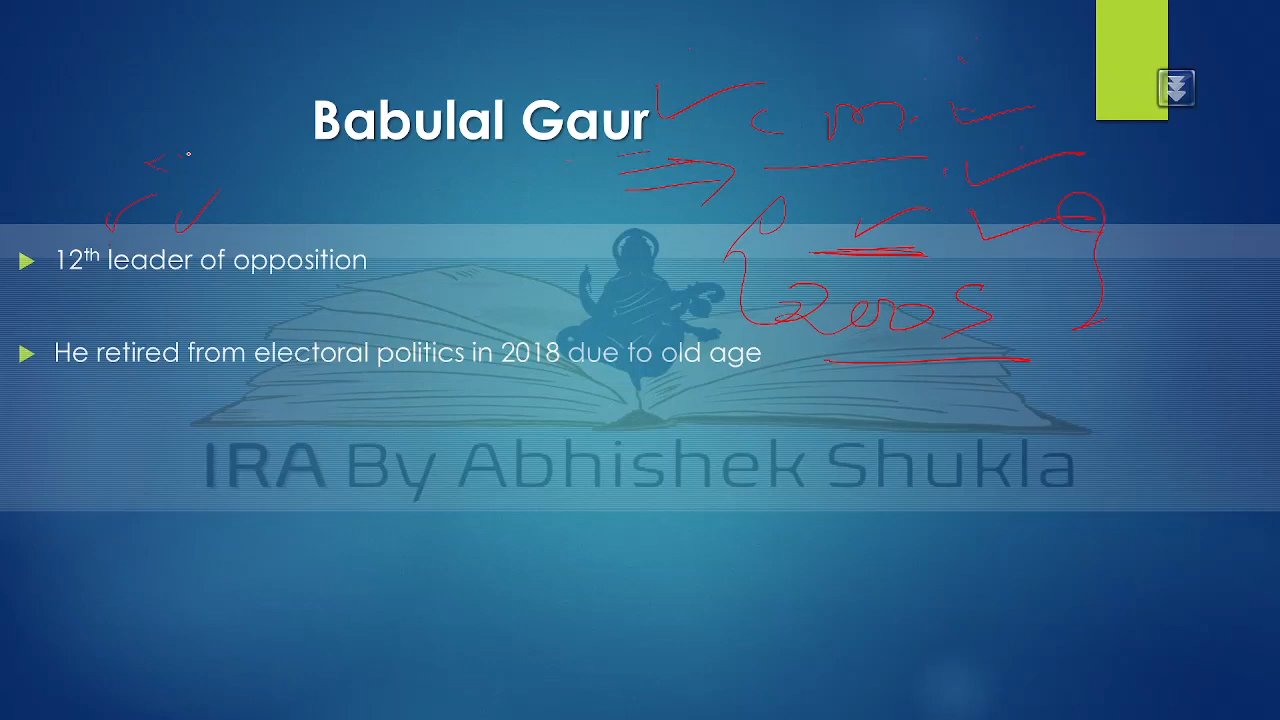 Babulal Gaur
C m.
12th leader of opposition
Zeros
He retired from electoral politics in 2018 due to old age
IRA By Abhishek Shukla